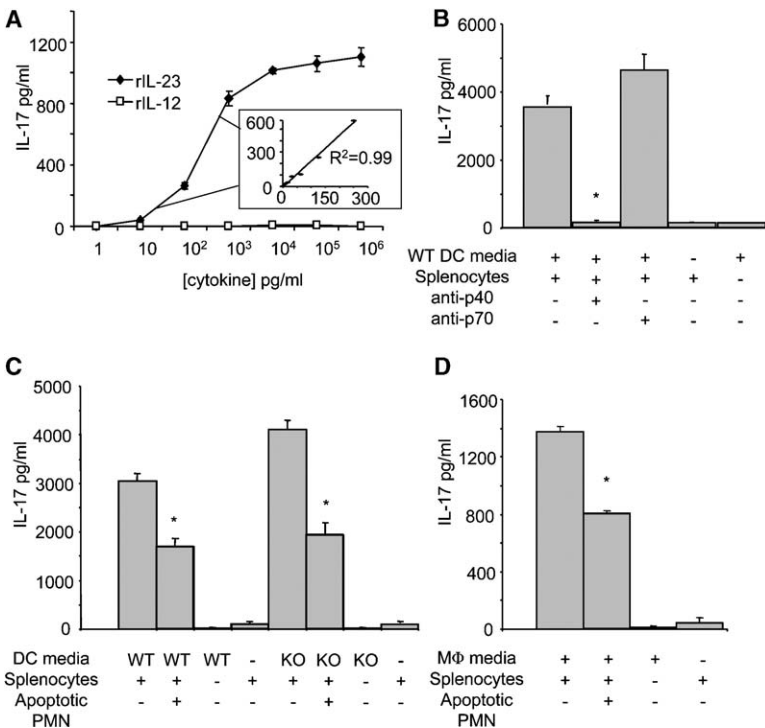 A
IL-17 pg/ml
1200
800
400
0
rIL-23
rIL-12
600
300
0
R²=0.99
0 150 300
1 10 10² 10³ 10⁴ 10⁵ 10⁶
[cytokine] pg/ml
B
IL-17 pg/ml
6000
4000
2000
0
*
WT DC media + + + - +
Splenocytes + + + + -
anti-p40 - + - - -
anti-p70 - - + - -
C
IL-17 pg/ml
5000
4000
3000
2000
1000
0
* *
DC media WT WT WT - KO KO KO -
Splenocytes + + - + + + - +
Apoptotic - + - - - + - -
PMN
D
IL-17 pg/ml
1600
1200
800
400
0
*
MΦ media + + + -
Splenocytes + + - +
Apoptotic - + - -
PMN